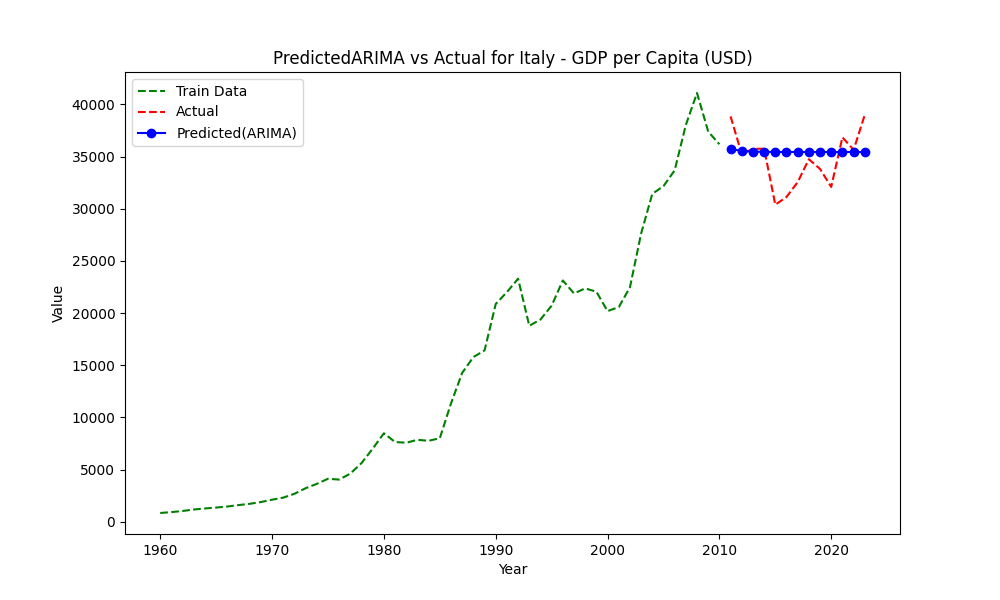 PredictedARIMA vs Actual for Italy - GDP per Capita (USD)
Train Data
Actual
Predicted(ARIMA)
40000
35000
30000
25000
20000
15000
10000
5000
0
Value
1960 1970 1980 1990 2000 2010 2020
Year